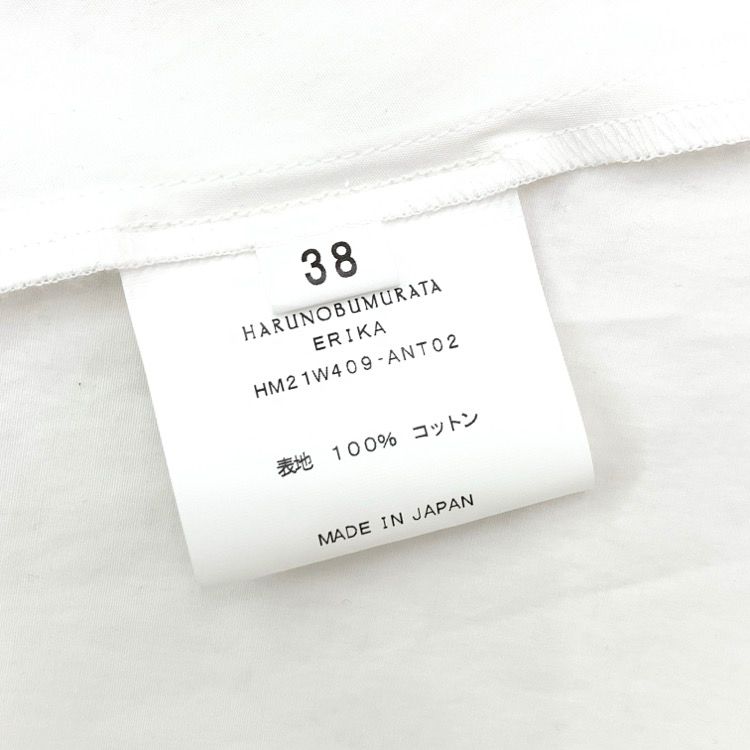 38
HARUNOBUMURATA
ERIKA
HM21W409-ANT02
表地 100% コットン
MADE IN JAPAN